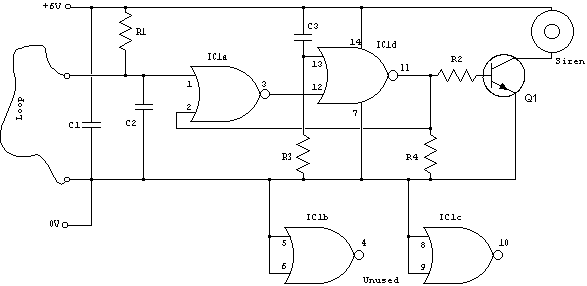 +6V
R1
C3
IC1a
IC1d
14
R2
Siren
13
11
1
3
12
2
Q1
Loop
C1
C2
7
R3
R4
0V
IC1b
IC1c
5
4
8
10
6
9
Unused